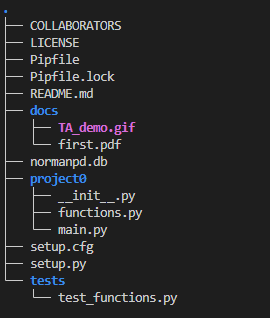 .
├── COLLABORATORS
├── LICENSE
├── Pipfile
├── Pipfile.lock
├── README.md
├── docs
│   ├── TA_demo.gif
│   └── first.pdf
├── normanpd.db
├── project0
│   ├── __init__.py
│   ├── functions.py
│   └── main.py
├── setup.cfg
├── setup.py
└── tests
    └── test_functions.py